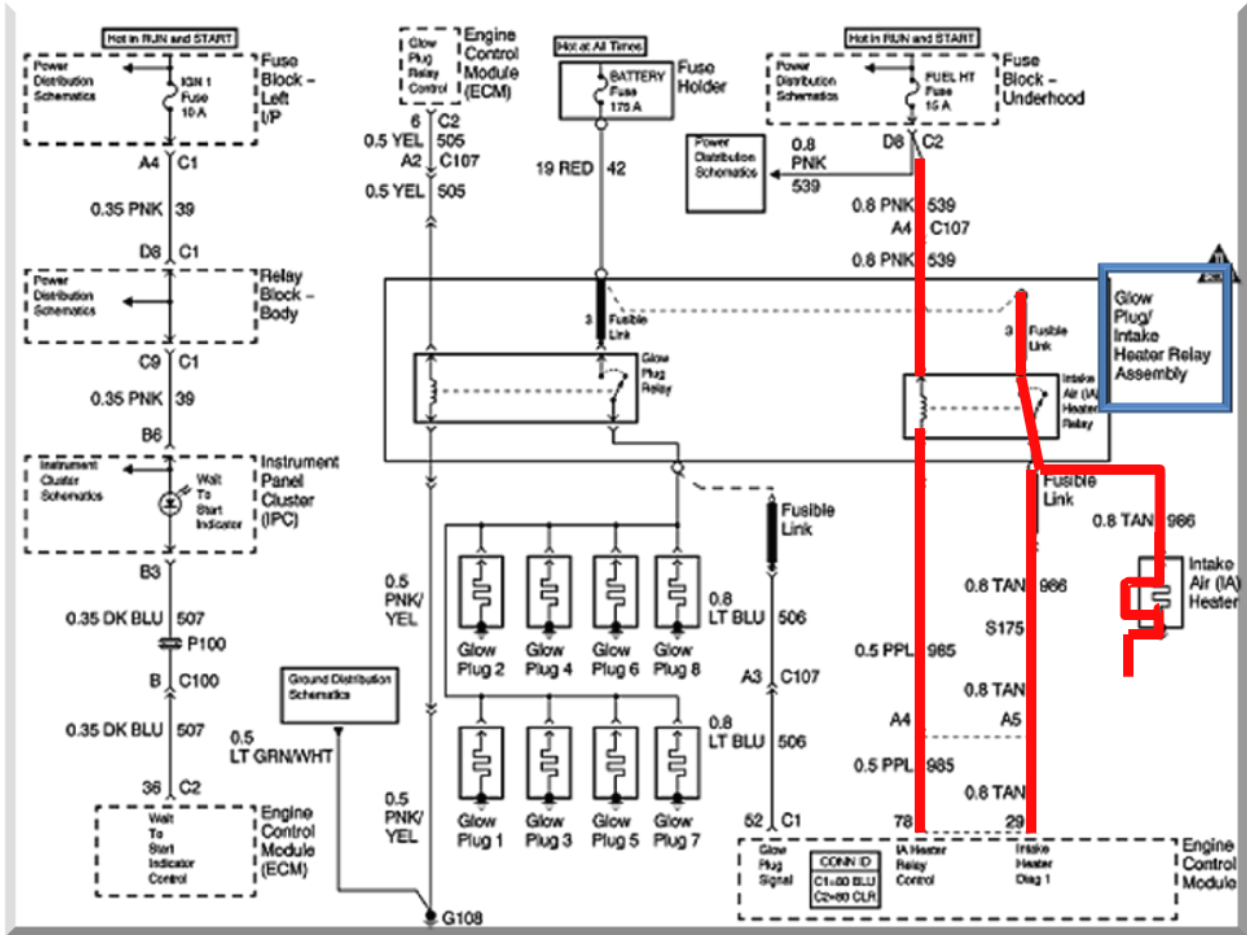 Hot in RUN and START
Power
Distribution
Schematics
IGN 1
Fuse
10 A
Fuse
Block –
Left
I/P
A4 C1
0.35 PNK 39
D8 C1
Power
Distribution
Schematics
Relay
Block –
Body
C9 C1
0.35 PNK 39
B6
Instrument
Cluster
Schematics
Wait
To
Start
Indicator
Instrument
Panel
Cluster
(IPC)
B3
0.35 DK BLU 507
P100
B C100
0.35 DK BLU 507
36 C2
Wait
To
Start
Indicator
Control
Engine
Control
Module
(ECM)
Glow
Plug
Relay
Control
Engine
Control
Module
(ECM)
6 C2
0.5 YEL 505
A2 C107
0.5 YEL 505
Hot at All Times
BATTERY
Fuse
175 A
Fuse
Holder
19 RED 42
Hot in RUN and START
Power
Distribution
Schematics
FUEL HT
Fuse
15 A
Fuse
Block –
Underhood
D8 C2
Power
Distribution
Schematics
0.8
PNK
539
0.8 PNK 539
A4 C107
0.8 PNK 539
3 Fusible
Link
Glow
Plug
Relay
3 Fusible
Link
Intake
Air (IA)
Heater
Relay
Glow
Plug/
Intake
Heater Relay
Assembly
Fusible
Link
Fusible
Link
0.8 TAN 986
Intake
Air (IA)
Heater
0.5
PNK/
YEL
Glow
Plug 2
Glow
Plug 4
Glow
Plug 6
Glow
Plug 8
0.8
LT BLU 506
A3 C107
0.8
LT BLU 506
Glow
Plug 1
Glow
Plug 3
Glow
Plug 5
Glow
Plug 7
52 C1
0.8 TAN 986
S175
0.5 PPL 985
0.8 TAN
A4 A5
0.5 PPL 985
0.8 TAN
78 29
Glow
Plug
Signal
CONN ID
C1=80 BLU
C2=80 CLR
IA Heater
Relay
Control
Intake
Heater
Diag 1
Engine
Control
Module
Ground Distribution
Schematics
0.5
LT GRN/WHT
0.5
PNK/
YEL
G108